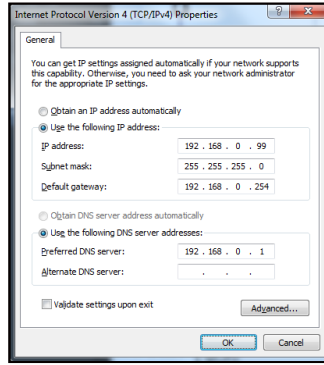 Internet Protocol Version 4 (TCP/IPv4) Properties
General
You can get IP settings assigned automatically if your network supports
this capability. Otherwise, you need to ask your network administrator
for the appropriate IP settings.
Obtain an IP address automatically
Use the following IP address:
IP address: 192 . 168 . 0 . 99
Subnet mask: 255 . 255 . 255 . 0
Default gateway: 192 . 168 . 0 . 254
Obtain DNS server address automatically
Use the following DNS server addresses:
Preferred DNS server: 192 . 168 . 0 . 1
Alternate DNS server: . . .
Validate settings upon exit
Advanced...
OK Cancel